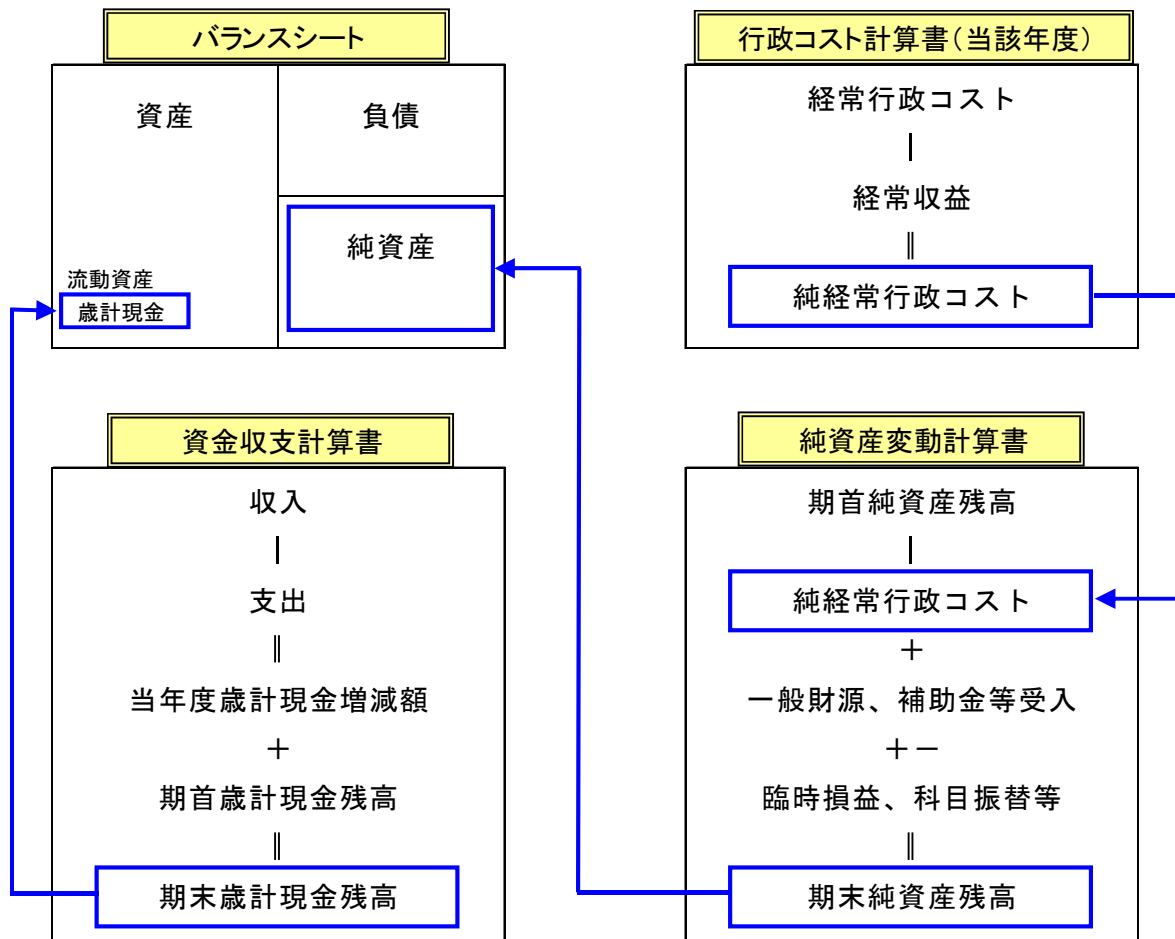 バランスシート
資産
負債
純資産
流動資産
歳計現金
行政コスト計算書(当該年度)
経常行政コスト
|
経常収益
∥
純経常行政コスト
資金収支計算書
収入
|
支出
∥
当年度歳計現金増減額
＋
期首歳計現金残高
∥
期末歳計現金残高
純資産変動計算書
期首純資産残高
|
純経常行政コスト
＋
一般財源、補助金等受入
＋－
臨時損益、科目振替等
∥
期末純資産残高